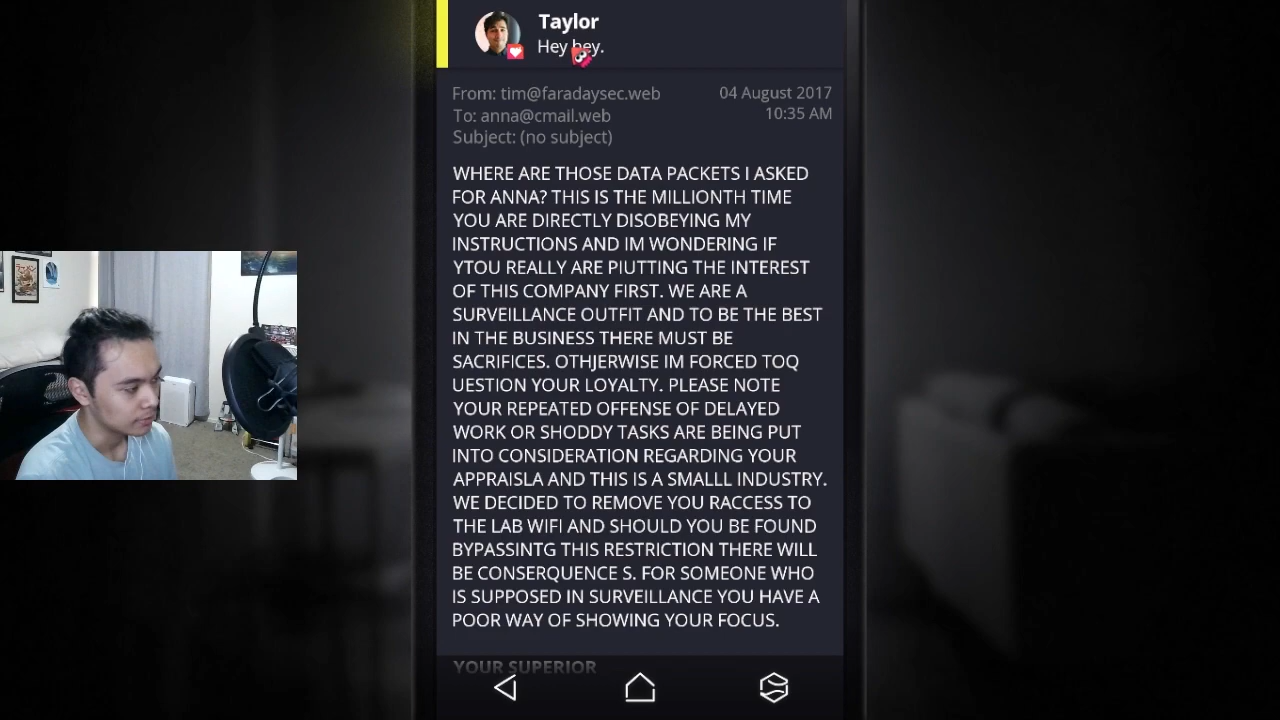 Taylor
Hey hey.
From: tim@faradaysec.web
04 August 2017
To: anna@cmail.web
10:35 AM
Subject: (no subject)
WHERE ARE THOSE DATA PACKETS I ASKED
FOR ANNA? THIS IS THE MILLIONTH TIME
YOU ARE DIRECTLY DISOBEYING MY
INSTRUCTIONS AND IM WONDERING IF
YTOU REALLY ARE PIUTTING THE INTEREST
OF THIS COMPANY FIRST. WE ARE A
SURVEILLANCE OUTFIT AND TO BE THE BEST
IN THE BUSINESS THERE MUST BE
SACRIFICES. OTHJERWISE IM FORCED TOQ
UESTION YOUR LOYALTY. PLEASE NOTE
YOUR REPEATED OFFENSE OF DELAYED
WORK OR SHODDY TASKS ARE BEING PUT
INTO CONSIDERATION REGARDING YOUR
APPRAISLA AND THIS IS A SMALLL INDUSTRY.
WE DECIDED TO REMOVE YOU RACCESS TO
THE LAB WIFI AND SHOULD YOU BE FOUND
BYPASSINTG THIS RESTRICTION THERE WILL
BE CONSERQUENCE S. FOR SOMEONE WHO
IS SUPPOSED IN SURVEILLANCE YOU HAVE A
POOR WAY OF SHOWING YOUR FOCUS.
YOUR SUPERIOR